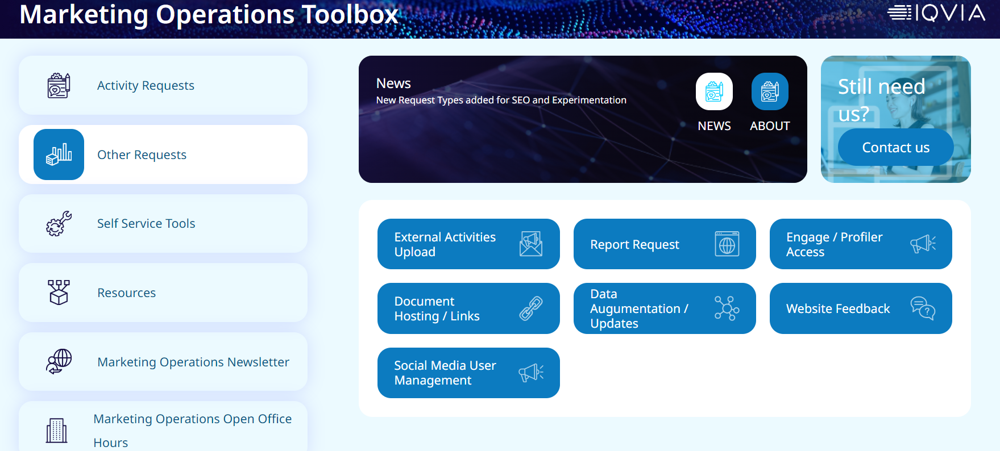 Marketing Operations Toolbox
IQVIA
Activity Requests
Other Requests
Self Service Tools
Resources
Marketing Operations Newsletter
Marketing Operations Open Office
Hours
News
New Request Types added for SEO and Experimentation
NEWS
ABOUT
Still need
us?
Contact us
External Activities
Upload
Report Request
Engage / Profiler
Access
Document
Hosting / Links
Data
Augumentation /
Updates
Website Feedback
Social Media User
Management